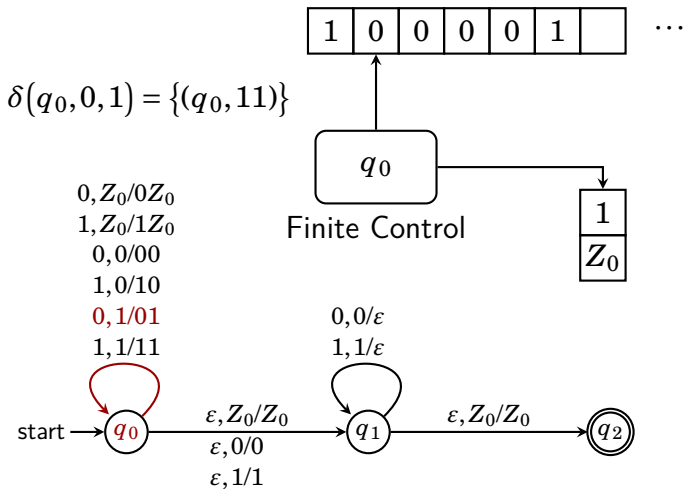 1 0 0 0 0 1 ⋯
δ(q₀, 0, 1) = {(q₀, 11)}
q₀
Finite Control
1
Z₀
0, Z₀/0Z₀
1, Z₀/1Z₀
0, 0/00
1, 0/10
0, 1/01
1, 1/11
0, 0/ε
1, 1/ε
start
q₀
ε, Z₀/Z₀
ε, 0/0
ε, 1/1
q₁
ε, Z₀/Z₀
q₂